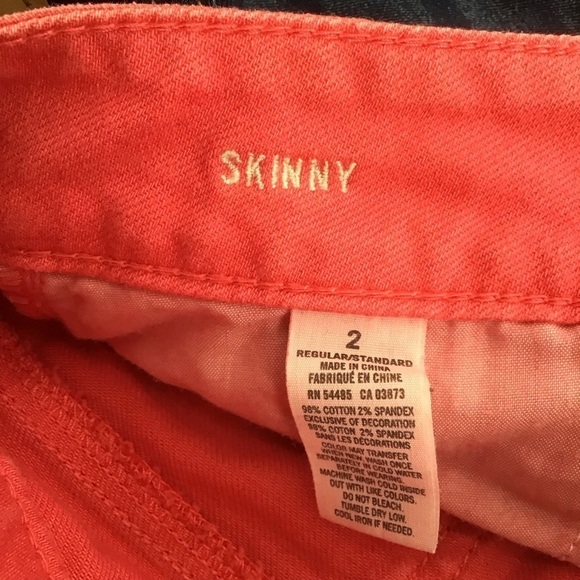 SKINNY
2
REGULAR/STANDARD
MADE IN CHINA
FABRIQUÉ EN CHINE
RN 54485 CA 03873
98% COTTON 2% SPANDEX
EXCLUSIVE OF DECORATION
98% COTON 2% SPANDEX
SANS LES DÉCORATIONS
COLOR MAY TRANSFER
WHEN NEW. WASH ONCE
SEPARATELY IN COLD WATER
BEFORE WEARING.
MACHINE WASH COLD INSIDE
OUT WITH LIKE COLORS.
DO NOT BLEACH.
TUMBLE DRY LOW.
COOL IRON IF NEEDED.